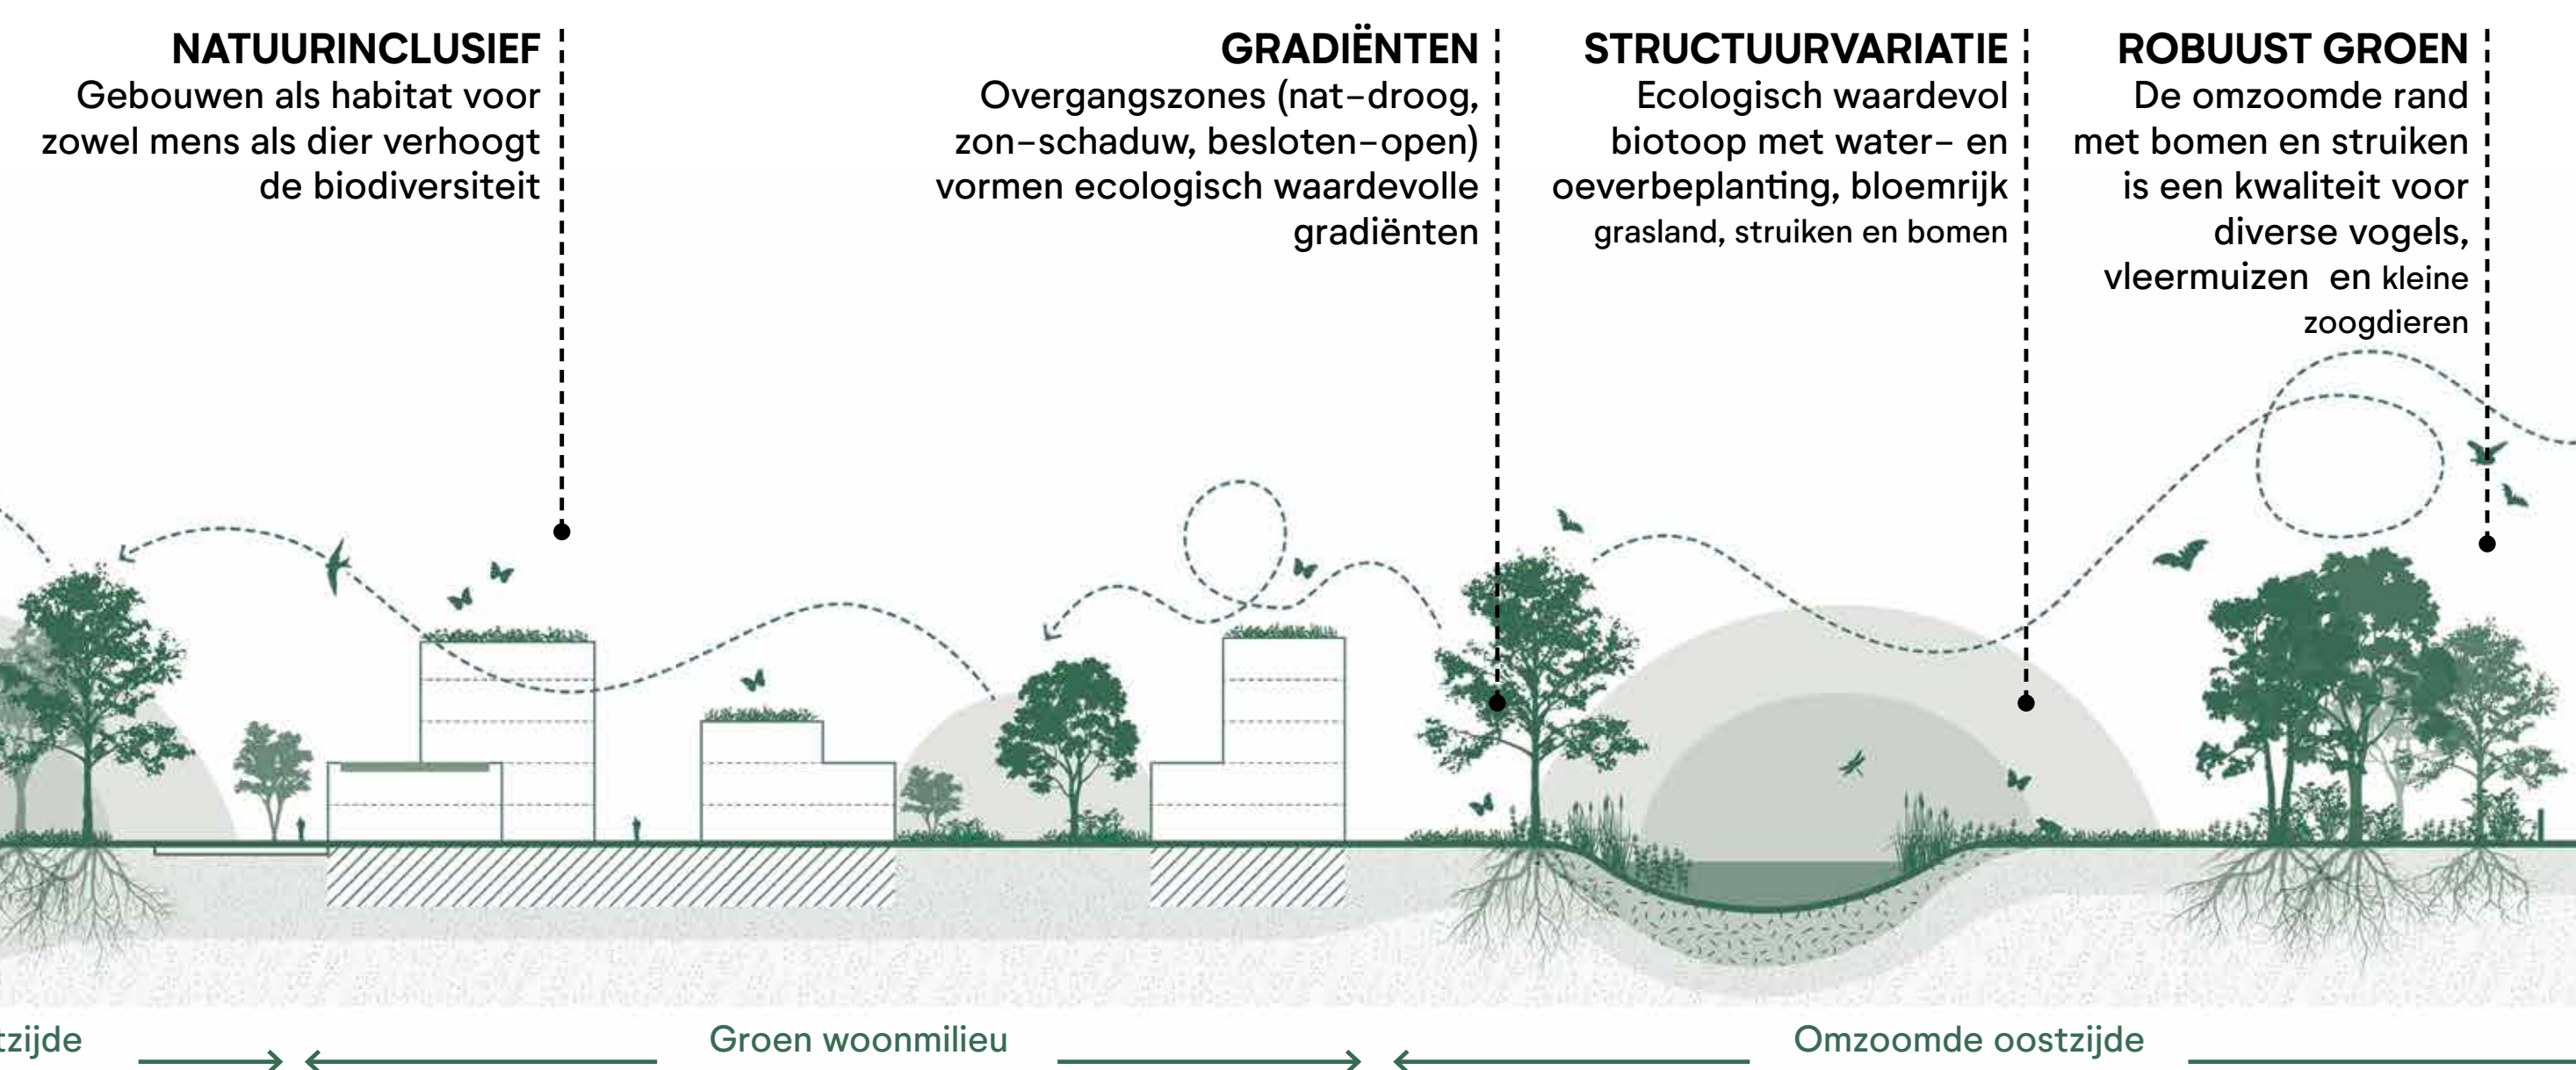 NATUURINCLUSIEF
Gebouwen als habitat voor
zowel mens als dier verhoogt
de biodiversiteit
GRADIËNTEN
Overgangszones (nat-droog,
zon-schaduw, besloten-open)
vormen ecologisch waardevolle
gradiënten
STRUCTUURVARIATIE
Ecologisch waardevol
biotoop met water- en
oeverbeplanting, bloemrijk
grasland, struiken en bomen
ROBUUST GROEN
De omzoomde rand
met bomen en struiken
is een kwaliteit voor
diverse vogels,
vleermuizen en kleine
zoogdieren
tzijde
Groen woonmilieu
Omzoomde oostzijde